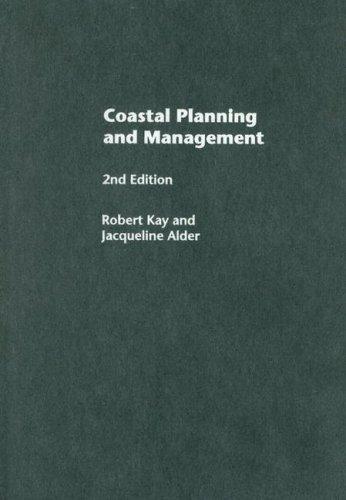 Coastal Planning
and Management
2nd Edition
Robert Kay and
Jacqueline Alder